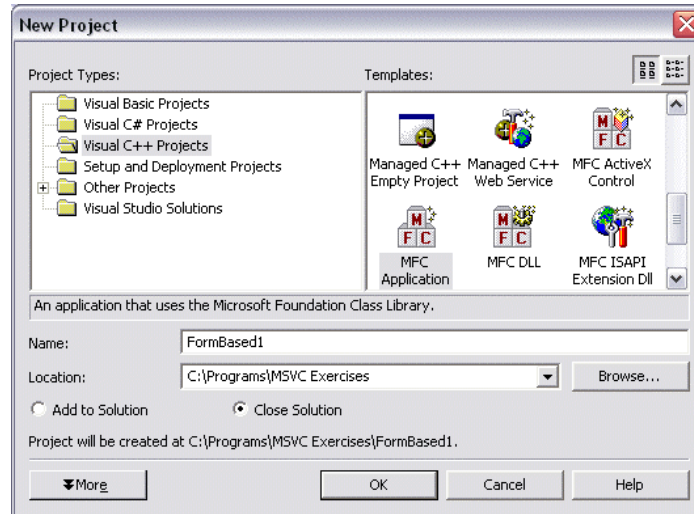 New Project
Project Types:
Templates:
Visual Basic Projects
Visual C# Projects
Visual C++ Projects
Setup and Deployment Projects
Other Projects
Visual Studio Solutions
Managed C++ Empty Project
Managed C++ Web Service
MFC ActiveX Control
MFC
MFC Application
MFC
MFC DLL
MFC ISAPI Extension Dll
An application that uses the Microsoft Foundation Class Library.
Name:
FormBased1
Location:
C:\Programs\MSVC Exercises
Browse...
Add to Solution
Close Solution
Project will be created at C:\Programs\MSVC Exercises\FormBased1.
More
OK
Cancel
Help